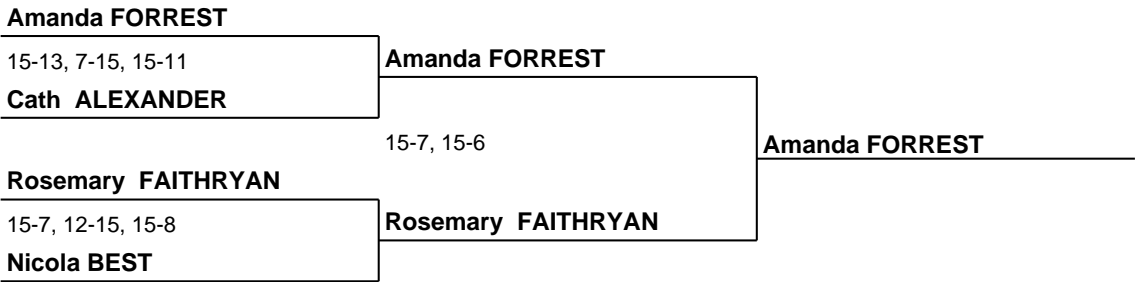 Amanda FORREST
15-13, 7-15, 15-11
Cath  ALEXANDER
Rosemary  FAITHRYAN
15-7, 12-15, 15-8
Nicola BEST
Amanda FORREST
15-7, 15-6
Rosemary  FAITHRYAN
Amanda FORREST